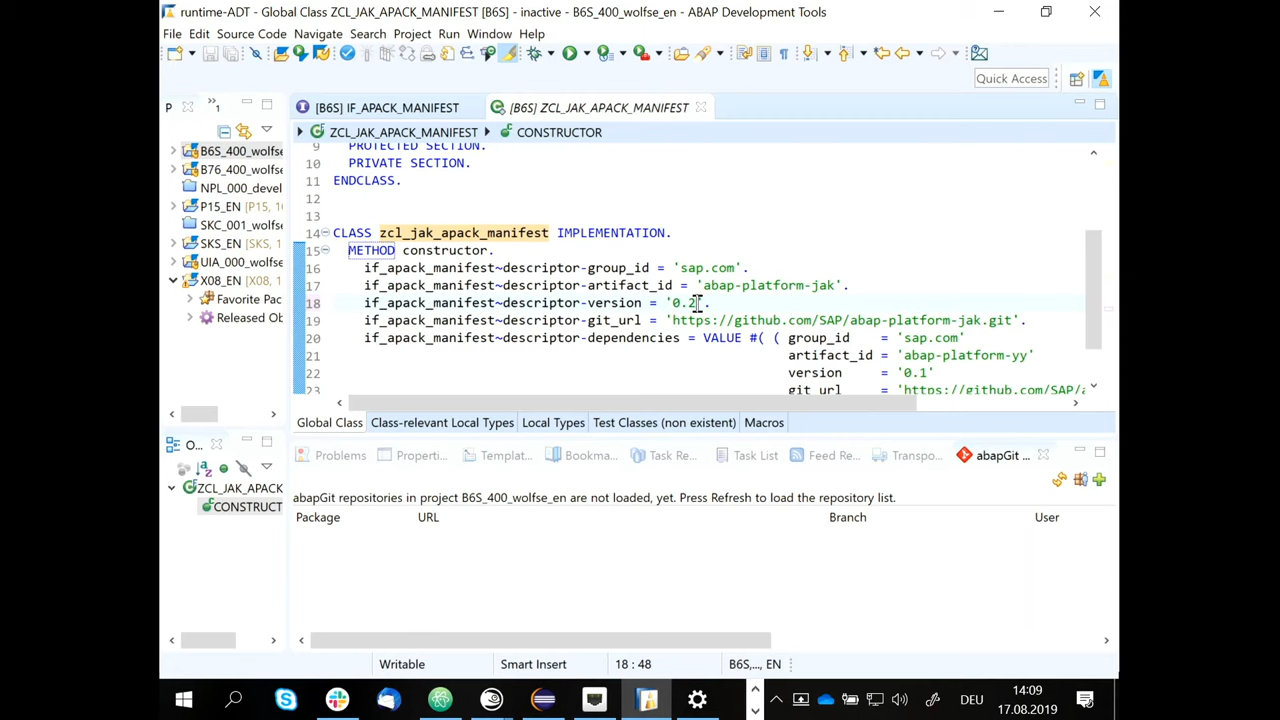 runtime-ADT - Global Class ZCL_JAK_APACK_MANIFEST [B6S] - inactive - B6S_400_wolfse_en - ABAP Development Tools
File Edit Source Code Navigate Search Project Run Window Help
Quick Access
P
»1
[B6S] IF_APACK_MANIFEST
[B6S] ZCL_JAK_APACK_MANIFEST
ZCL_JAK_APACK_MANIFEST CONSTRUCTOR
B6S_400_wolfse
B76_400_wolfse
NPL_000_devel
P15_EN [P15, 10
SKC_001_wolfse
SKS_EN [SKS, E
UIA_000_wolfse
X08_EN [X08, 1
Favorite Pac
Released Ob
9 PROTECTED SECTION.
10 PRIVATE SECTION.
11 ENDCLASS.
12
13
14 CLASS zcl_jak_apack_manifest IMPLEMENTATION.
15 METHOD constructor.
16 if_apack_manifest~descriptor-group_id = 'sap.com'.
17 if_apack_manifest~descriptor-artifact_id = 'abap-platform-jak'.
18 if_apack_manifest~descriptor-version = '0.2'.
19 if_apack_manifest~descriptor-git_url = 'https://github.com/SAP/abap-platform-jak.git'.
20 if_apack_manifest~descriptor-dependencies = VALUE #( ( group_id = 'sap.com'
21 artifact_id = 'abap-platform-yy'
22 version = '0.1'
23 git_url = 'https://github.com/SAP/a
Global Class Class-relevant Local Types Local Types Test Classes (non existent) Macros
O...
ZCL_JAK_APACK
CONSTRUCT
Problems Properti... Templat... Bookma... Task Re... Task List Feed Re... Transpo... abapGit ...
abapGit repositories in project B6S_400_wolfse_en are not loaded, yet. Press Refresh to load the repository list.
Package URL Branch User
Writable Smart Insert 18 : 48 B6S,..., EN
DEU
14:09
17.08.2019